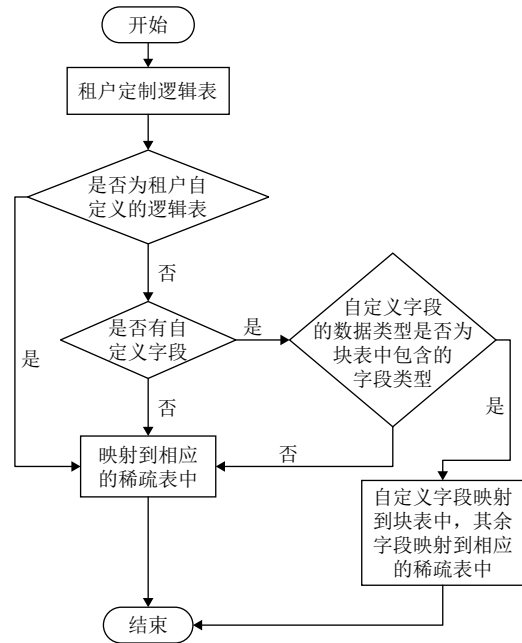 开始
租户定制逻辑表
是否为租户自
定义的逻辑表
否
是否有自
定义字段
是
自定义字段
的数据类型是否为
块表中包含的
字段类型
是
是
否
否
映射到相应
的稀疏表中
自定义字段映射
到块表中，其余
字段映射到相应
的稀疏表中
结束